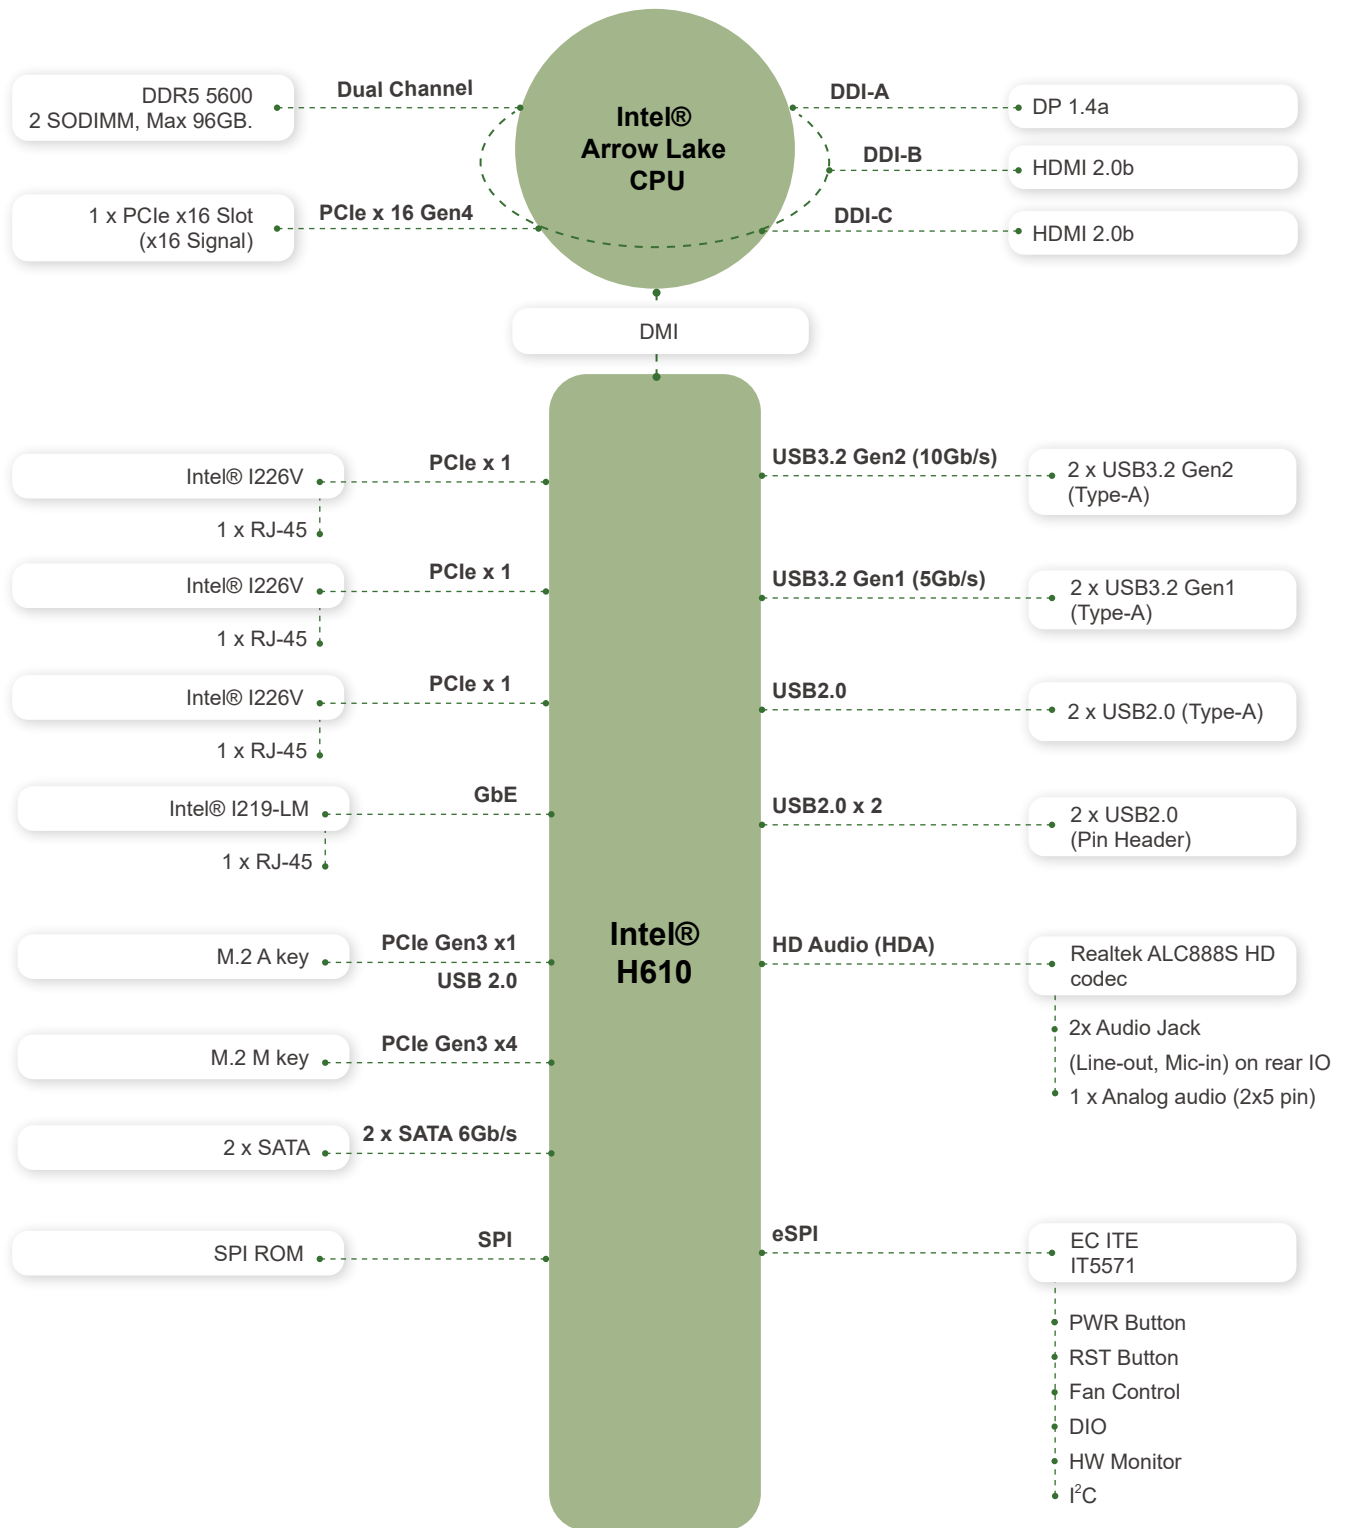 DDR5 5600
2 SODIMM, Max 96GB.
Dual Channel
1 x PCIe x16 Slot
(x16 Signal)
PCIe x 16 Gen4
Intel®
Arrow Lake
CPU
DDI-A
DP 1.4a
DDI-B
HDMI 2.0b
DDI-C
HDMI 2.0b
DMI
Intel® I226V
PCIe x 1
1 x RJ-45
Intel® I226V
PCIe x 1
1 x RJ-45
Intel® I226V
PCIe x 1
1 x RJ-45
Intel® I219-LM
GbE
1 x RJ-45
M.2 A key
PCIe Gen3 x1
USB 2.0
M.2 M key
PCIe Gen3 x4
2 x SATA
2 x SATA 6Gb/s
SPI ROM
SPI
Intel®
H610
USB3.2 Gen2 (10Gb/s)
2 x USB3.2 Gen2
(Type-A)
USB3.2 Gen1 (5Gb/s)
2 x USB3.2 Gen1
(Type-A)
USB2.0
2 x USB2.0 (Type-A)
USB2.0 x 2
2 x USB2.0
(Pin Header)
HD Audio (HDA)
Realtek ALC888S HD
codec
2x Audio Jack
(Line-out, Mic-in) on rear IO
1 x Analog audio (2x5 pin)
eSPI
EC ITE
IT5571
PWR Button
RST Button
Fan Control
DIO
HW Monitor
I²C